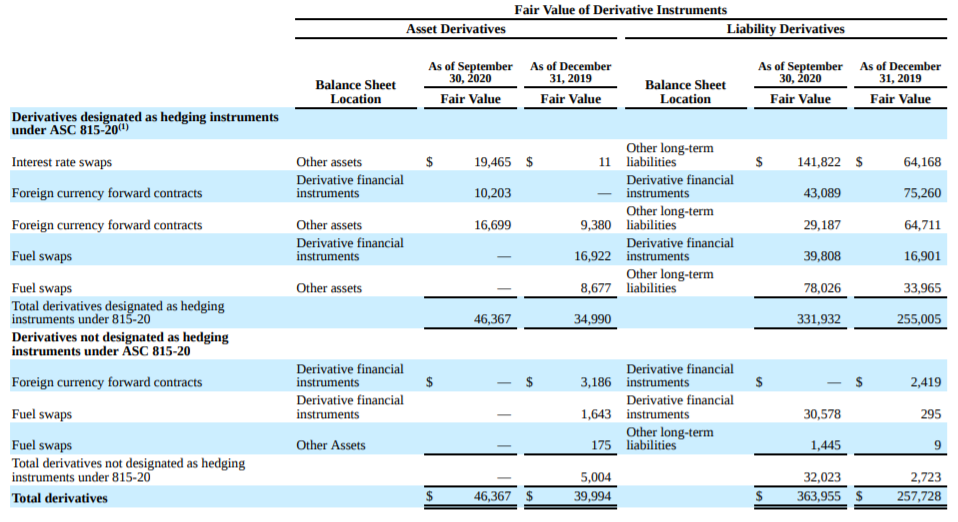 Fair Value of Derivative Instruments
Asset Derivatives Liability Derivatives
As of September As of December As of September As of December
30, 2020 31, 2019 30, 2020 31, 2019
Balance Sheet Balance Sheet
Location Fair Value Fair Value Location Fair Value Fair Value
Derivatives designated as hedging instruments
under ASC 815-20(1)
Other long-term
Interest rate swaps Other assets $ 19,465 $ 11 liabilities $ 141,822 $ 64,168
Derivative financial Derivative financial
Foreign currency forward contracts instruments 10,203 — instruments 43,089 75,260
Other long-term
Foreign currency forward contracts Other assets 16,699 9,380 liabilities 29,187 64,711
Derivative financial Derivative financial
Fuel swaps instruments — 16,922 instruments 39,808 16,901
Other long-term
Fuel swaps Other assets — 8,677 liabilities 78,026 33,965
Total derivatives designated as hedging
instruments under 815-20 46,367 34,990 331,932 255,005
Derivatives not designated as hedging
instruments under ASC 815-20
Derivative financial Derivative financial
Foreign currency forward contracts instruments $ — $ 3,186 instruments $ — $ 2,419
Derivative financial Derivative financial
Fuel swaps instruments — 1,643 instruments 30,578 295
Other long-term
Fuel swaps Other Assets — 175 liabilities 1,445 9
Total derivatives not designated as hedging
instruments under 815-20 — 5,004 32,023 2,723
Total derivatives $ 46,367 $ 39,994 $ 363,955 $ 257,728